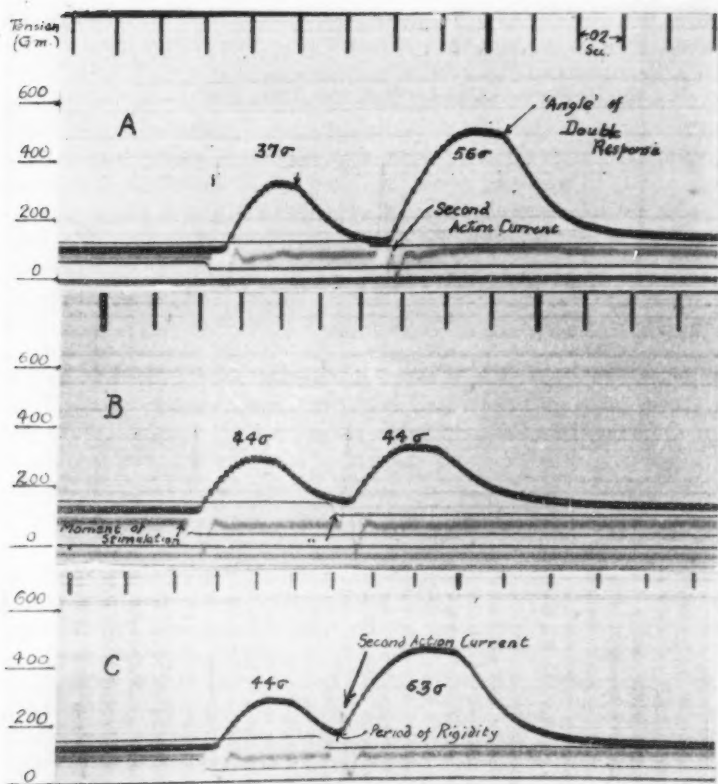 Tension
(Gm.)
.02
Sec.
600
400
200
0
A
37σ
56σ
'Angle' of
Double
Response
Second
Action Current
600
400
200
0
B
44σ
44σ
Moment of
Stimulation
"
600
400
200
0
C
44σ
63σ
Second Action Current
Period of Rigidity